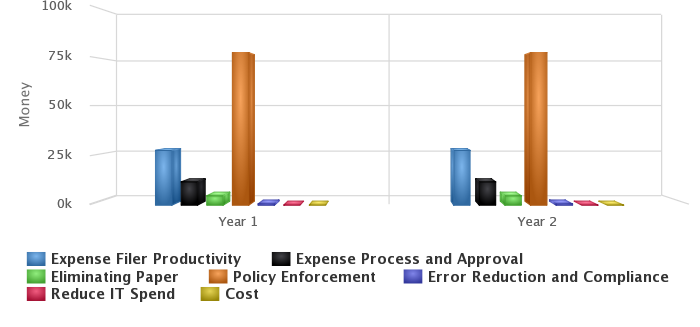 100k
75k
50k
25k
0k
Money
Year 1 Year 2
Expense Filer Productivity Expense Process and Approval
Eliminating Paper Policy Enforcement Error Reduction and Compliance
Reduce IT Spend Cost